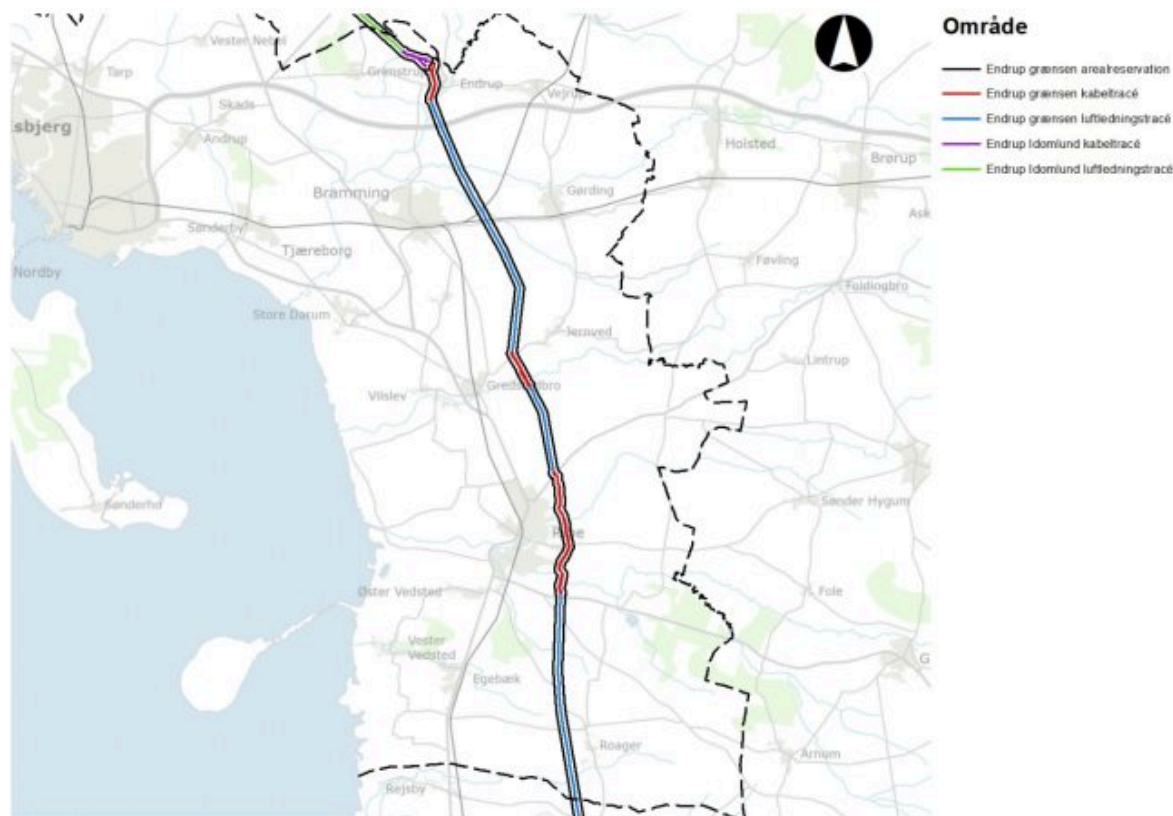 Område
Endrup grænsen arealreservation
Endrup grænsen kabeltracé
Endrup grænsen luftledningstracé
Endrup Idomlund kabeltracé
Endrup Idomlund luftledningstracé
Vester Nebel
Tarp
Grimstrup
Endrup
Vejrup
Skads
sbjerg
Andrup
Holsted
Brørup
Bramming
Gørding
Ask
Sønderby
Tjæreborg
Nordby
Føvling
Foldingbro
Store Darum
Jernved
Lintrup
Vilslev
Sønderho
Sønder Hygum
Øster Vedsted
Fole
Vester
Vedsted
G
Egebæk
Roager
Arnum
Rejsby